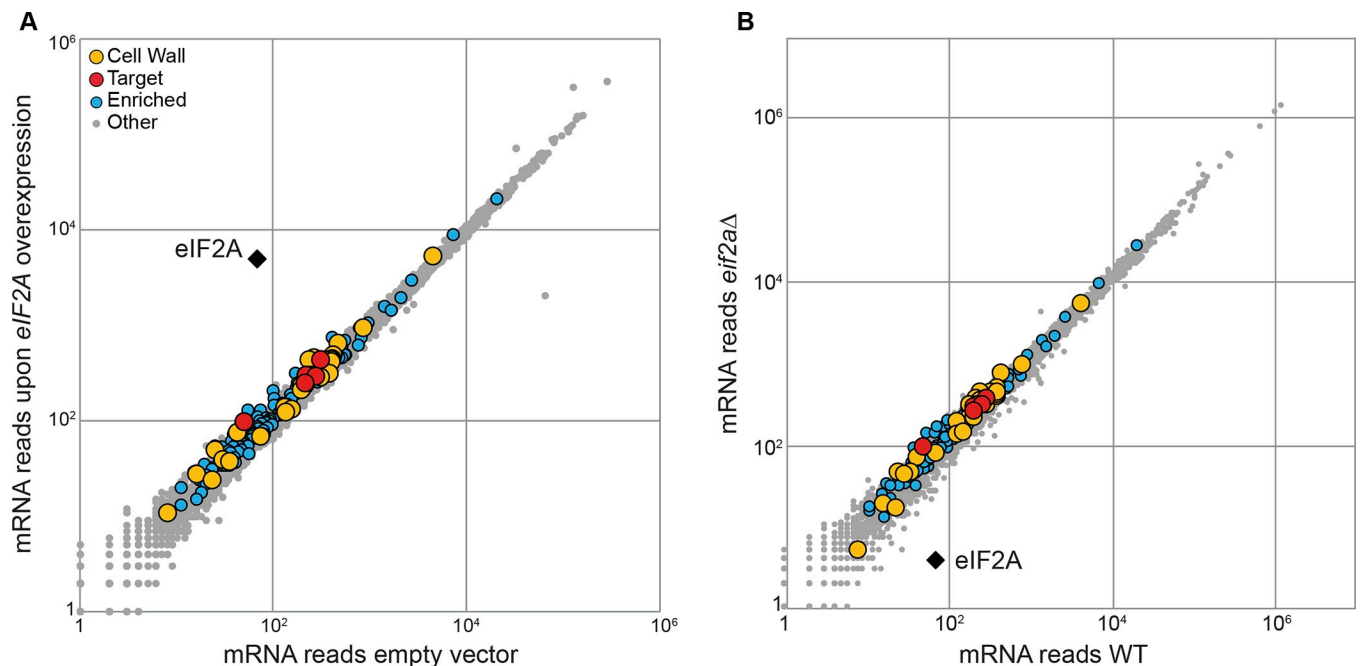 A
mRNA reads upon eIF2A overexpression
10⁶
10⁴
10²
1
Cell Wall
Target
Enriched
Other
eIF2A
1
10²
10⁴
10⁶
mRNA reads empty vector
B
mRNA reads eif2aΔ
10⁶
10⁴
10²
1
eIF2A
1
10²
10⁴
10⁶
mRNA reads WT